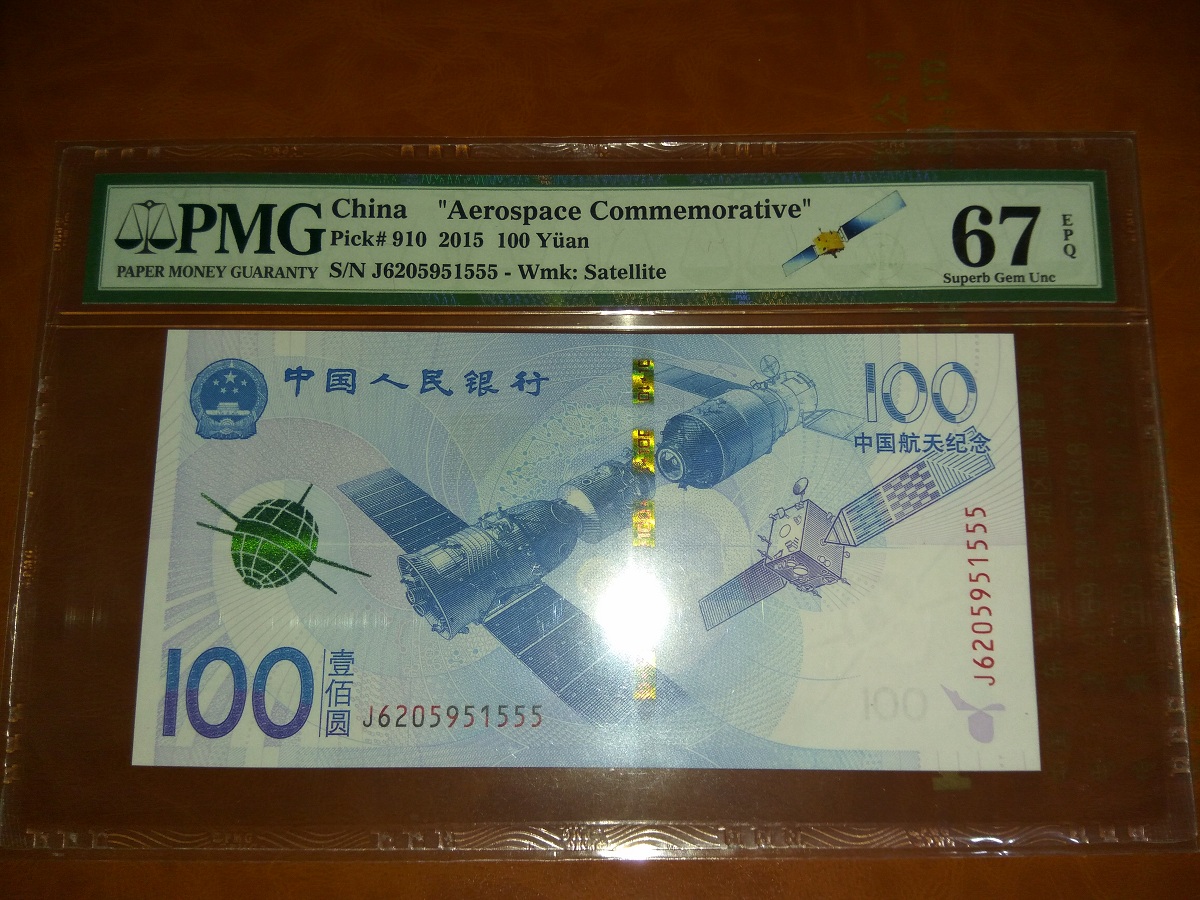 PMG
PAPER MONEY GUARANTY
China "Aerospace Commemorative"
Pick# 910 2015 100 Yüan
S/N J6205951555 - Wmk: Satellite
67
EPQ
Superb Gem Unc
中国人民银行
100
中国航天纪念
J6205951555
100
壹佰圆
J6205951555
100